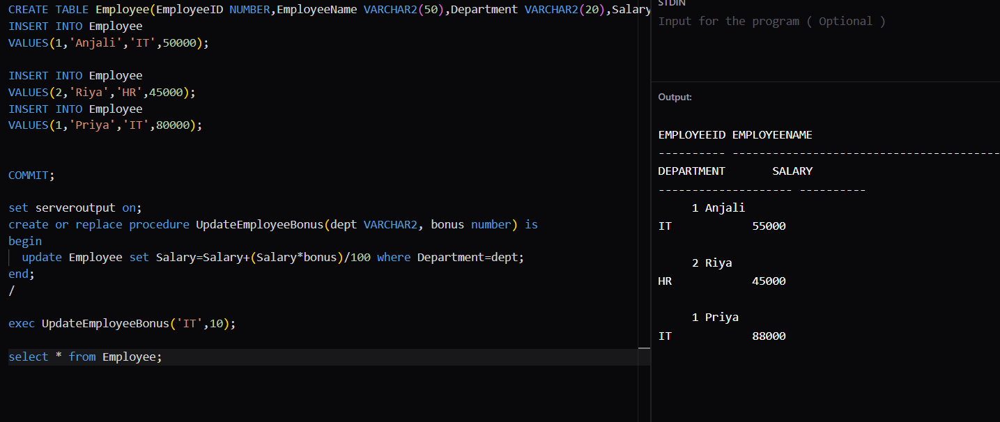 CREATE TABLE Employee(EmployeeID NUMBER,EmployeeName VARCHAR2(50),Department VARCHAR2(20),Salary
INSERT INTO Employee
VALUES(1,'Anjali','IT',50000);
INSERT INTO Employee
VALUES(2,'Riya','HR',45000);
INSERT INTO Employee
VALUES(1,'Priya','IT',80000);
COMMIT;
set serveroutput on;
create or replace procedure UpdateEmployeeBonus(dept VARCHAR2, bonus number) is
begin
  update Employee set Salary=Salary+(Salary*bonus)/100 where Department=dept;
end;
/
exec UpdateEmployeeBonus('IT',10);
select * from Employee;
STDIN
Input for the program ( Optional )
Output:
EMPLOYEEID EMPLOYEENAME
---------- -----------------------------------------
DEPARTMENT       SALARY
-------------------- ----------
     1 Anjali
IT            55000
     2 Riya
HR            45000
     1 Priya
IT            88000